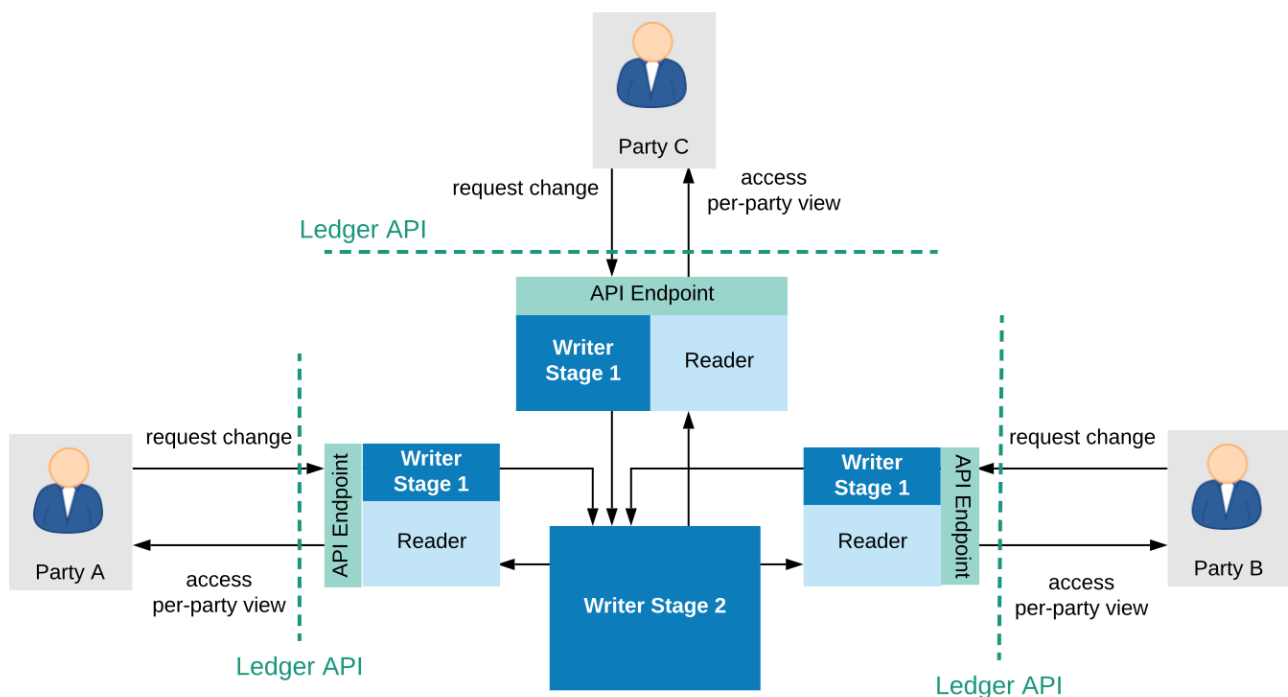 Party C
request change
access
per-party view
Ledger API
API Endpoint
Writer
Stage 1
Reader
request change
API Endpoint
Writer
Stage 1
Reader
Party A
access
per-party view
Ledger API
Writer Stage 2
Writer
Stage 1
Reader
API Endpoint
request change
Party B
access
per-party view
Ledger API